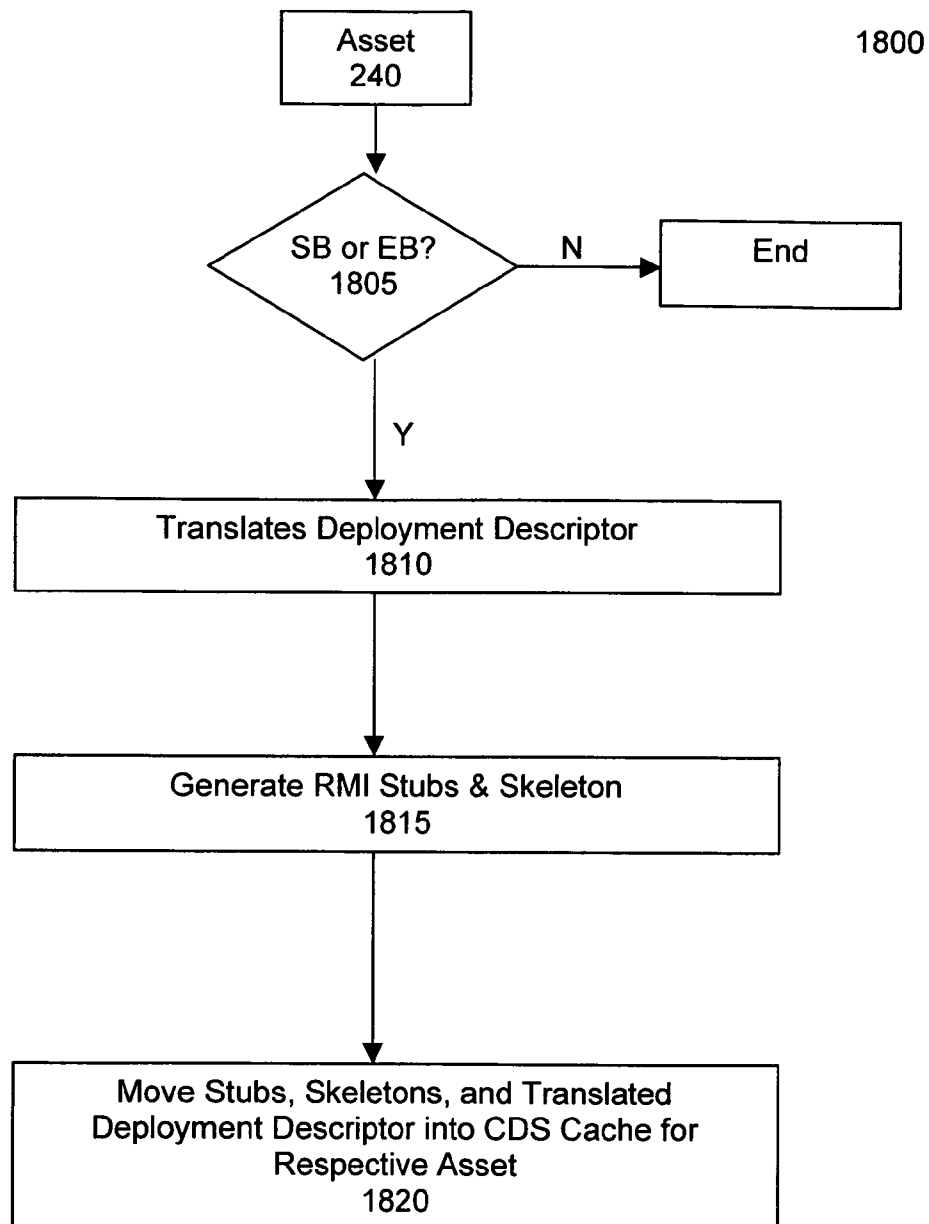 Asset
240
1800
SB or EB?
1805
N
End
Y
Translates Deployment Descriptor
1810
Generate RMI Stubs & Skeleton
1815
Move Stubs, Skeletons, and Translated
Deployment Descriptor into CDS Cache for
Respective Asset
1820